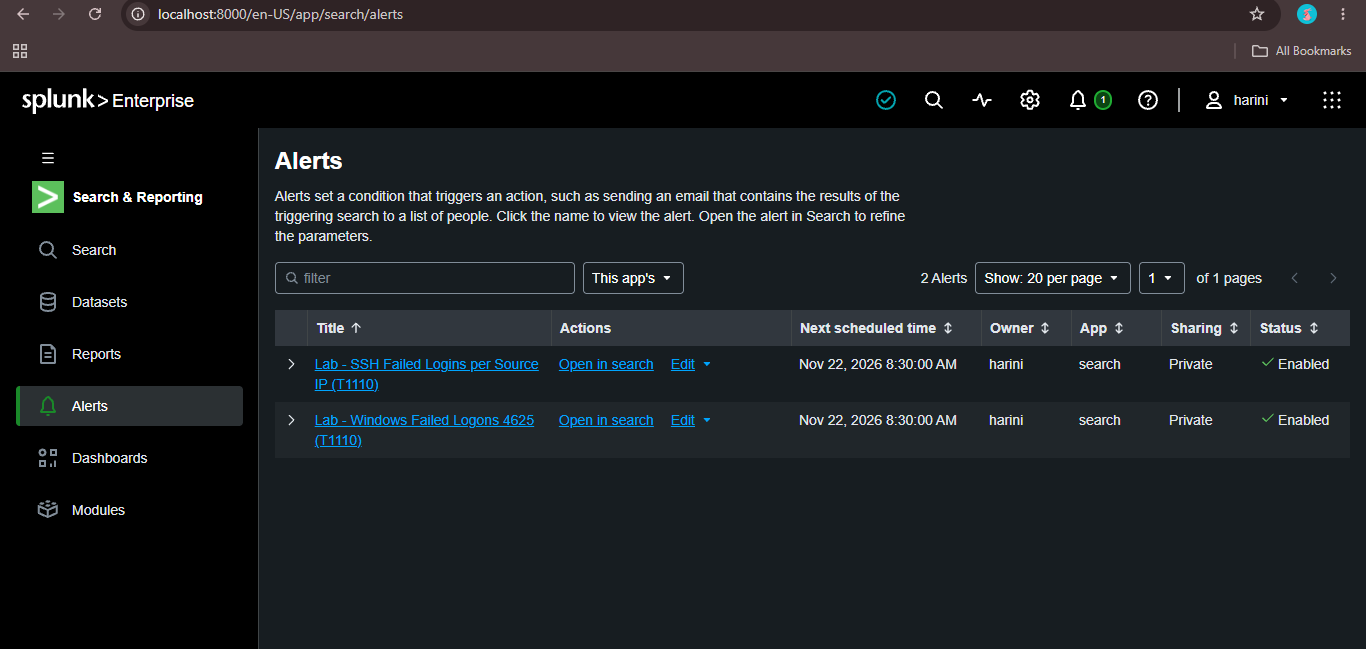 localhost:8000/en-US/app/search/alerts
All Bookmarks
splunk> Enterprise
1
harini
Search & Reporting
Search
Datasets
Reports
Alerts
Dashboards
Modules
Alerts
Alerts set a condition that triggers an action, such as sending an email that contains the results of the
triggering search to a list of people. Click the name to view the alert. Open the alert in Search to refine
the parameters.
filter
This app's
2 Alerts
Show: 20 per page
1
of 1 pages
Title
Actions
Next scheduled time
Owner
App
Sharing
Status
Lab - SSH Failed Logins per Source
IP (T1110)
Open in search
Edit
Nov 22, 2026 8:30:00 AM
harini
search
Private
Enabled
Lab - Windows Failed Logons 4625
(T1110)
Open in search
Edit
Nov 22, 2026 8:30:00 AM
harini
search
Private
Enabled